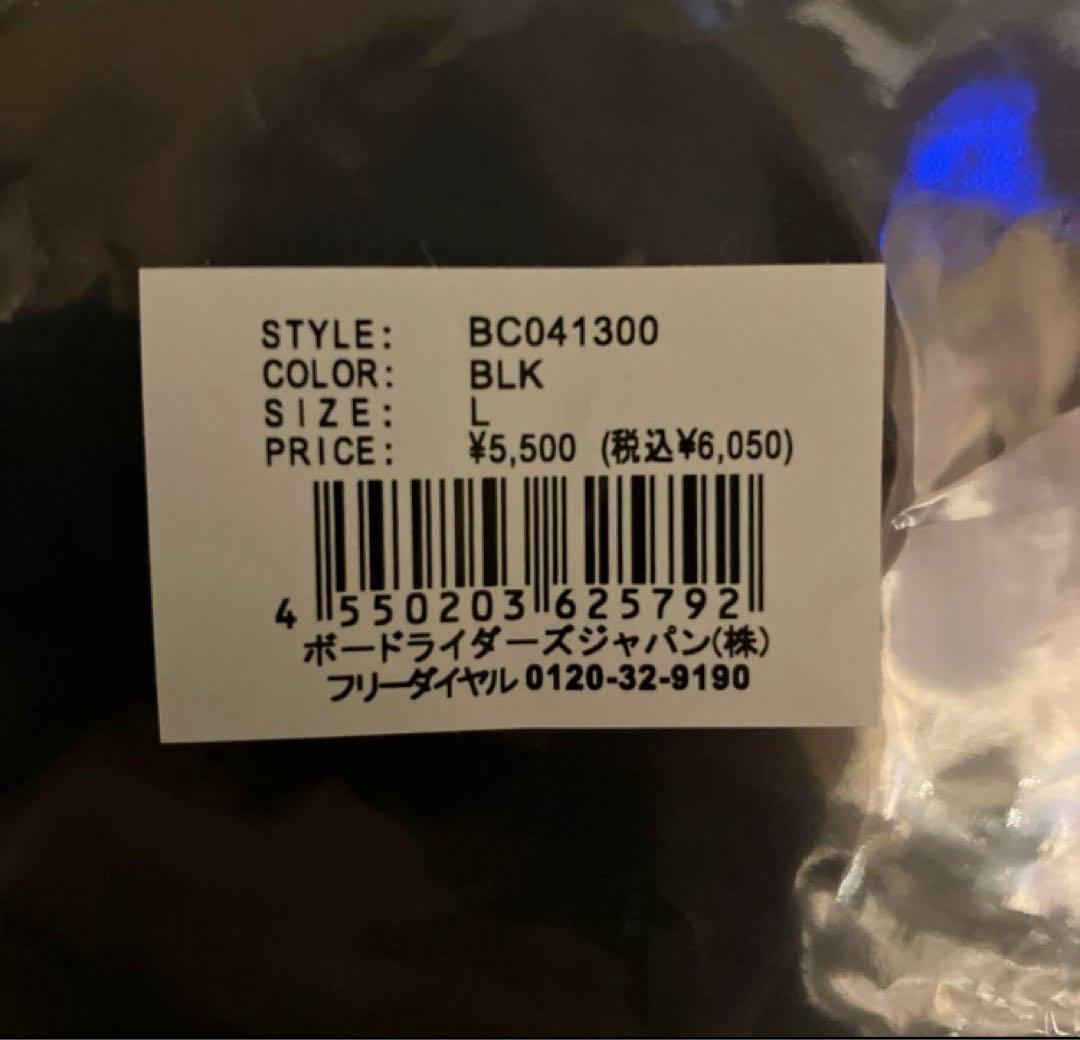 STYLE: BC041300
COLOR: BLK
SIZE: L
PRICE: ¥5,500 (税込¥6,050)
4 550203 625792
ボードライダーズジャパン(株)
フリーダイヤル 0120-32-9190